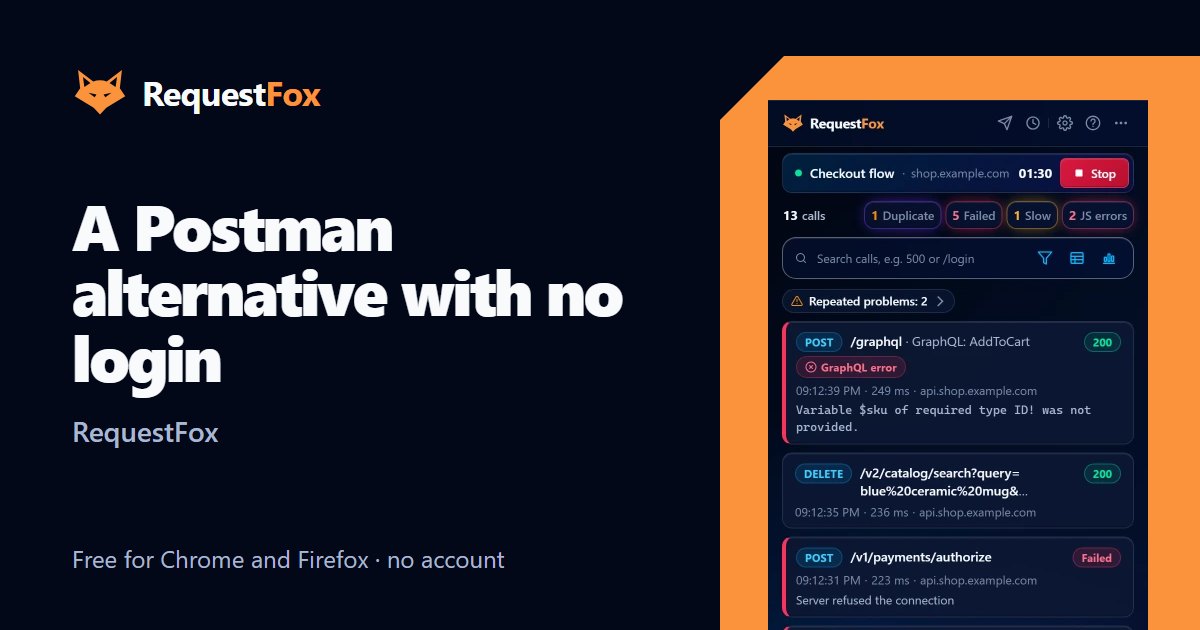 RequestFox
A Postman
alternative with no
login
RequestFox
Free for Chrome and Firefox · no account
RequestFox
Checkout flow · shop.example.com 01:30 Stop
13 calls 1 Duplicate 5 Failed 1 Slow 2 JS errors
Search calls, e.g. 500 or /login
Repeated problems: 2
POST /graphql · GraphQL: AddToCart 200
GraphQL error
09:12:39 PM · 249 ms · api.shop.example.com
Variable $sku of required type ID! was not
provided.
DELETE /v2/catalog/search?query= 200
blue%20ceramic%20mug&...
09:12:35 PM · 236 ms · api.shop.example.com
POST /v1/payments/authorize Failed
09:12:31 PM · 223 ms · api.shop.example.com
Server refused the connection